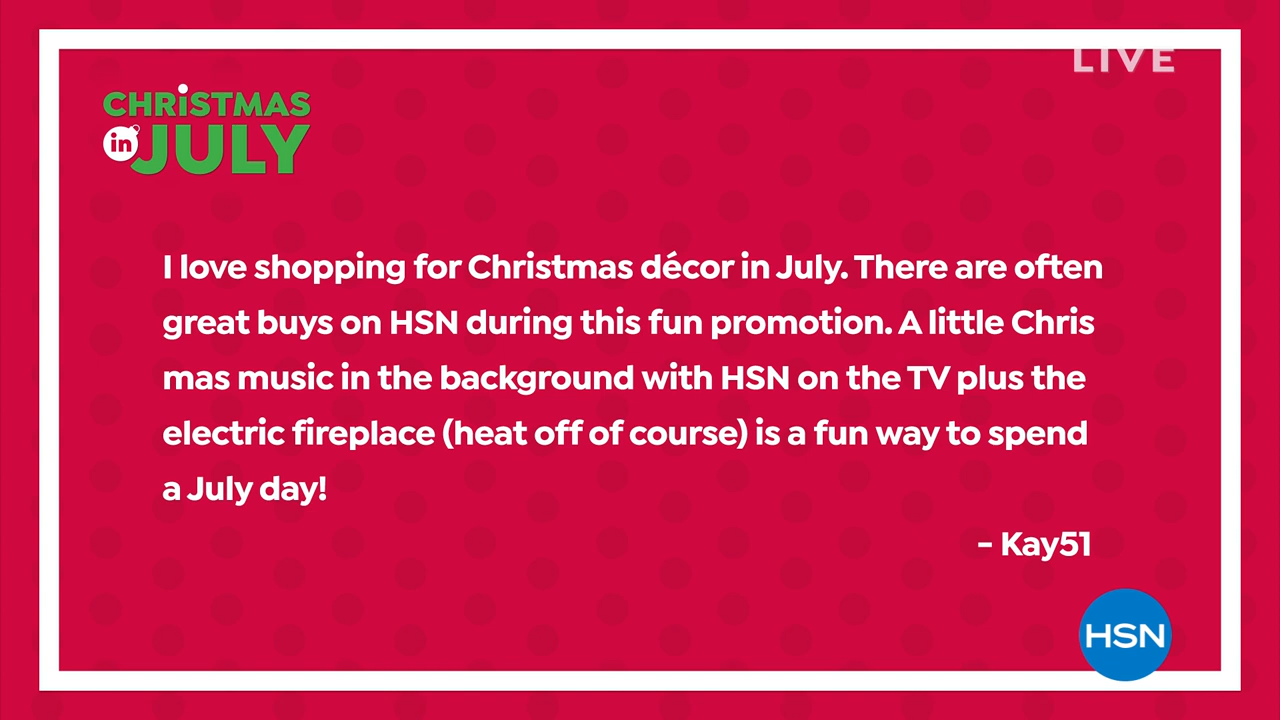 LIVE
CHRiSTMAS
in JULY
I love shopping for Christmas décor in July. There are often
great buys on HSN during this fun promotion. A little Chris
mas music in the background with HSN on the TV plus the
electric fireplace (heat off of course) is a fun way to spend
a July day!
- Kay51
HSN